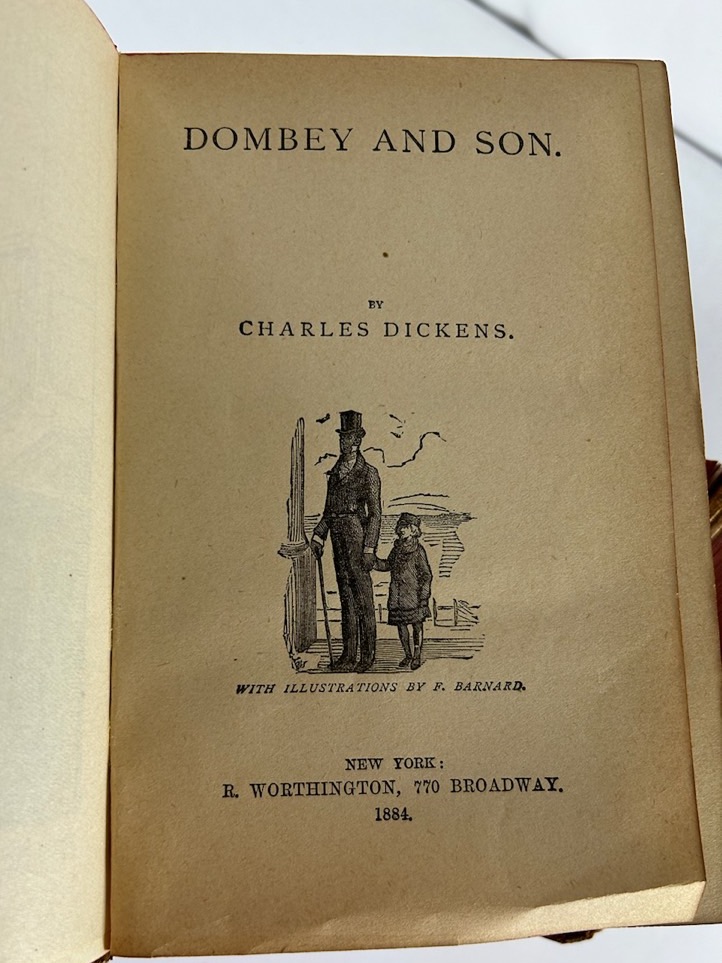 DOMBEY AND SON.
BY
CHARLES DICKENS.
WITH ILLUSTRATIONS BY F. BARNARD.
NEW YORK:
R. WORTHINGTON, 770 BROADWAY.
1884.